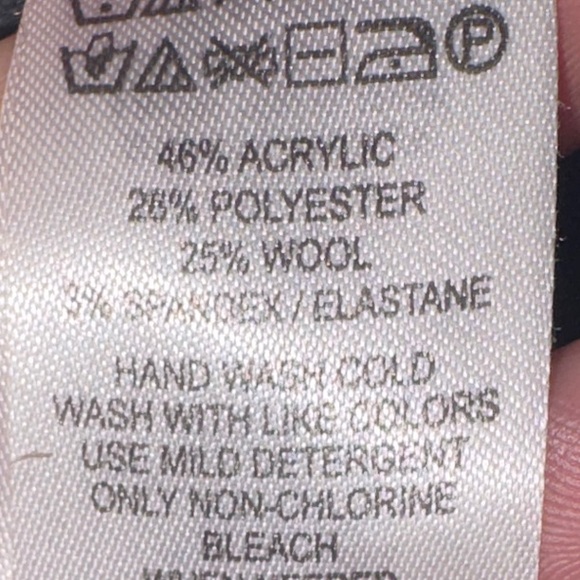 P
46% ACRYLIC
26% POLYESTER
25% WOOL
3% SPANDEX / ELASTANE
HAND WASH COLD
WASH WITH LIKE COLORS
USE MILD DETERGENT
ONLY NON-CHLORINE
BLEACH